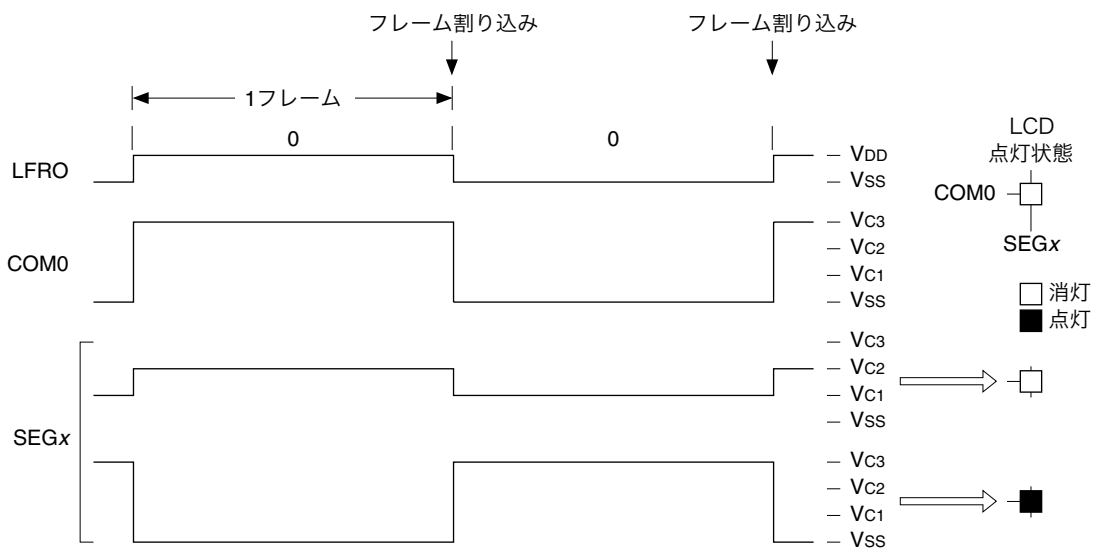 フレーム割り込み
フレーム割り込み
1フレーム
0
0
LFRO
VDD
VSS
LCD
点灯状態
COM0
SEGx
消灯
点灯
COM0
VC3
VC2
VC1
VSS
SEGx
VC3
VC2
VC1
VSS
VC3
VC2
VC1
VSS